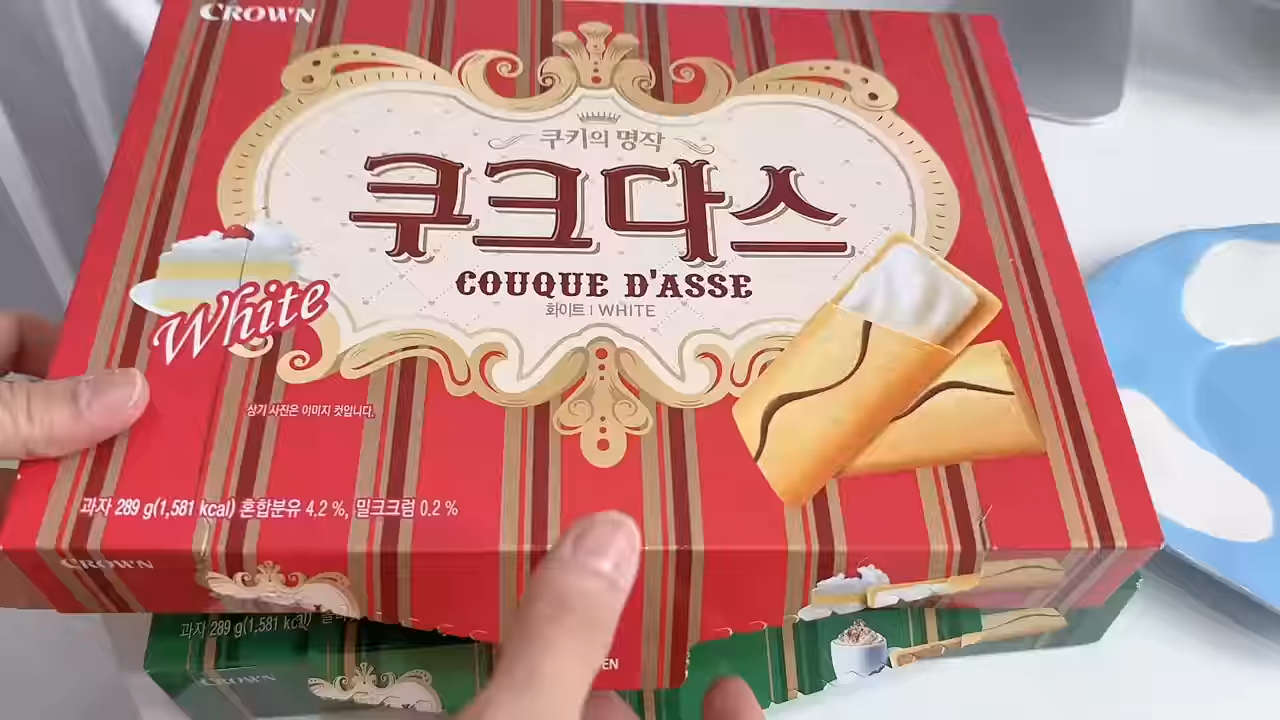 CROWN
쿠키의 명작
쿠크다스
COUQUE D'ASSE
화이트 | WHITE
White
상기 사진은 이미지 컷입니다.
과자 289 g(1,581 kcal) 혼합분유 4.2 %, 밀크크럼 0.2 %
CROWN
과자 289 g(1,581 kcal)
CROWN